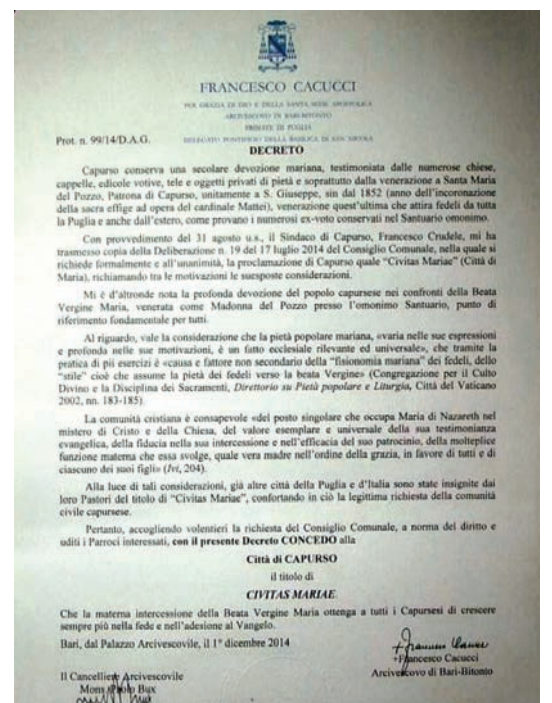 FRANCESCO CACUCCI
PER GRAZIA DI DIO E DELLA SANTA SEDE APOSTOLICA
ARCIVESCOVO DI BARI-BITONTO
PRIMATE DI PUGLIA
DELEGATO PONTIFICIO DELLA BASILICA DI SAN NICOLA
Prot. n. 99/14/D.A.G.
DECRETO
Capurso conserva una secolare devozione mariana, testimoniata dalle numerose chiese,
cappelle, edicole votive, tele e oggetti privati di pietà e soprattutto dalla venerazione a Santa Maria
del Pozzo, Patrona di Capurso, unitamente a S. Giuseppe, sin dal 1852 (anno dell'incoronazione
della sacra effige ad opera del cardinale Mattei), venerazione quest'ultima che attira fedeli da tutta
la Puglia e anche dall'estero, come provano i numerosi ex-voto conservati nel Santuario omonimo.
Con provvedimento del 31 agosto u.s., il Sindaco di Capurso, Francesco Crudele, mi ha
trasmesso copia della Deliberazione n. 19 del 17 luglio 2014 del Consiglio Comunale, nella quale si
richiede formalmente e all'unanimità, la proclamazione di Capurso quale "Civitas Mariae" (Città di
Maria), richiamando tra le motivazioni le suesposte considerazioni.
Mi è d'altronde nota la profonda devozione del popolo capursese nei confronti della Beata
Vergine Maria, venerata come Madonna del Pozzo presso l'omonimo Santuario, punto di
riferimento fondamentale per tutti.
Al riguardo, vale la considerazione che la pietà popolare mariana, «varia nelle sue espressioni
e profonda nelle sue motivazioni, è un fatto ecclesiale rilevante ed universale», che tramite la
pratica di pii esercizi è «causa e fattore non secondario della "fisionomia mariana" dei fedeli, dello
"stile" cioè che assume la pietà dei fedeli verso la beata Vergine» (Congregazione per il Culto
Divino e la Disciplina dei Sacramenti, Direttorio su Pietà popolare e Liturgia, Città del Vaticano
2002, nn. 183-185).
La comunità cristiana è consapevole «del posto singolare che occupa Maria di Nazareth nel
mistero di Cristo e della Chiesa, del valore esemplare e universale della sua testimonianza
evangelica, della fiducia nella sua intercessione e nell'efficacia del suo patrocinio, della molteplice
funzione materna che essa svolge, quale vera madre nell'ordine della grazia, in favore di tutti e di
ciascuno dei suoi figli» (Ivi, 204).
Alla luce di tali considerazioni, già altre città della Puglia e d'Italia sono state insignite dai
loro Pastori del titolo di "Civitas Mariae", confortando in ciò la legittima richiesta della comunità
civile capursese.
Pertanto, accogliendo volentieri la richiesta del Consiglio Comunale, a norma del diritto e
uditi i Parroci interessati, con il presente Decreto CONCEDO alla
Città di CAPURSO
il titolo di
CIVITAS MARIAE.
Che la materna intercessione della Beata Vergine Maria ottenga a tutti i Capursesi di crescere
sempre più nella fede e nell'adesione al Vangelo.
Bari, dal Palazzo Arcivescovile, il 1° dicembre 2014
+Francesco Cacucci
+Francesco Cacucci
Arcivescovo di Bari-Bitonto
Il Cancelliere Arcivescovile
Mons. Paolo Bux